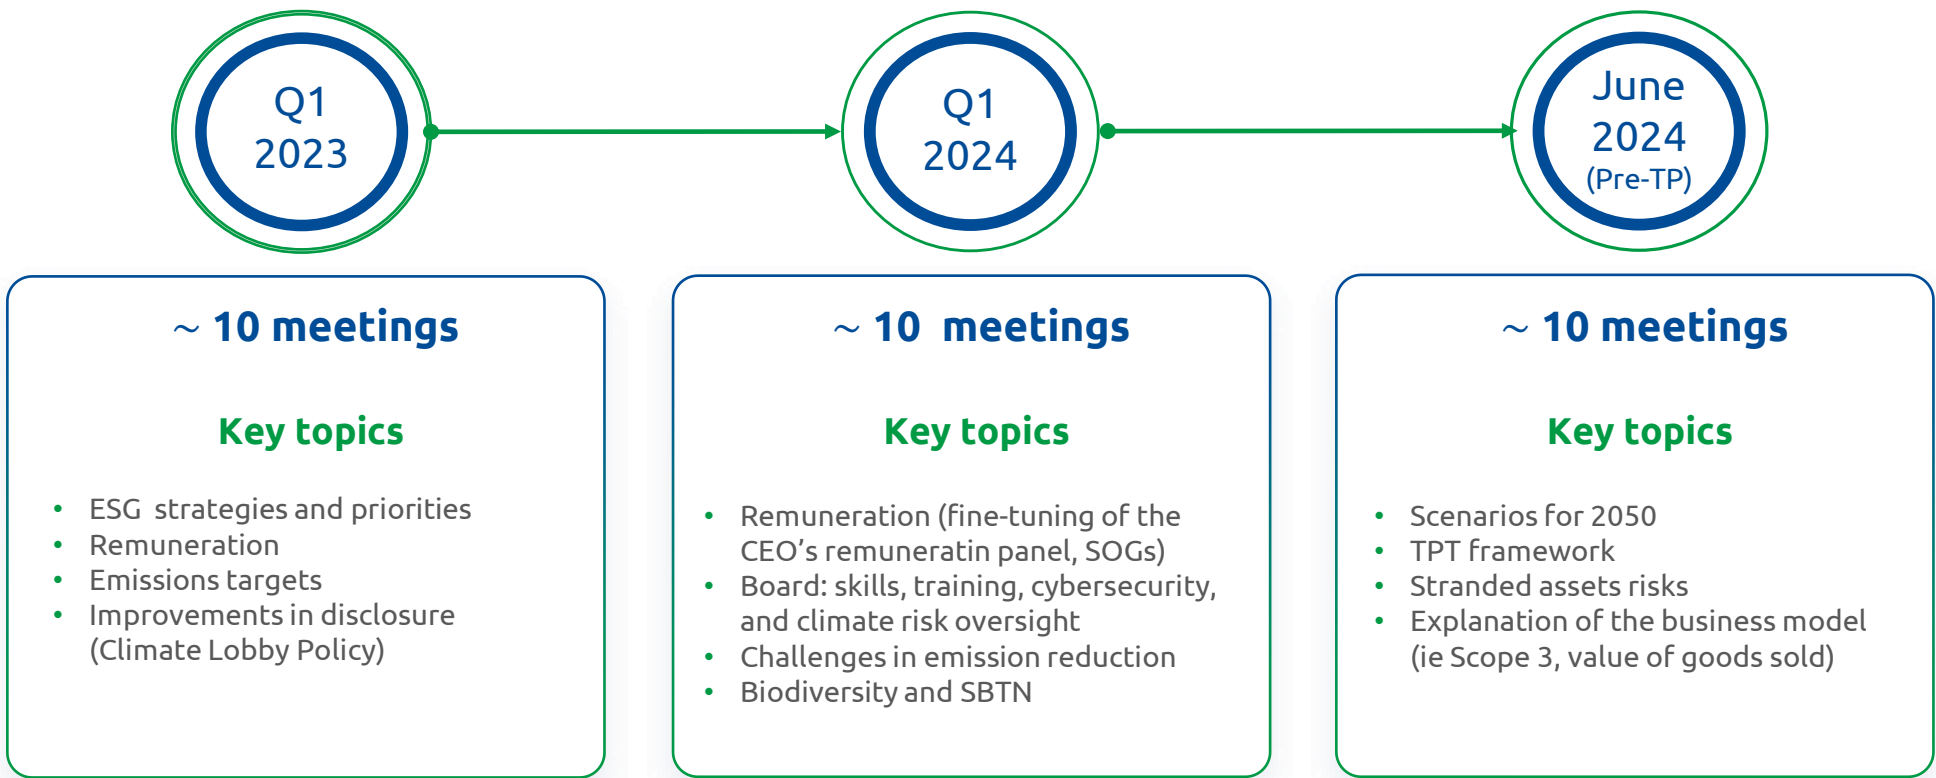 Q1
2023
Q1
2024
June
2024
(Pre-TP)
~ 10 meetings
Key topics
• ESG strategies and priorities
• Remuneration
• Emissions targets
• Improvements in disclosure
(Climate Lobby Policy)
~ 10 meetings
Key topics
• Remuneration (fine-tuning of the
CEO’s remuneratin panel, SOGs)
• Board: skills, training, cybersecurity,
and climate risk oversight
• Challenges in emission reduction
• Biodiversity and SBTN
~ 10 meetings
Key topics
• Scenarios for 2050
• TPT framework
• Stranded assets risks
• Explanation of the business model
(ie Scope 3, value of goods sold)